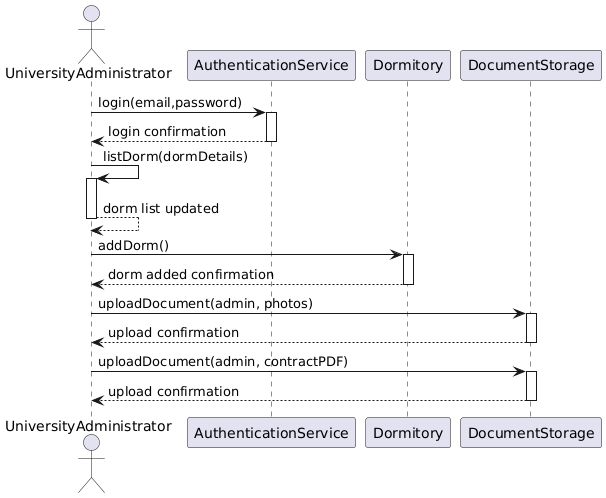 UniversityAdministrator
AuthenticationService
Dormitory
DocumentStorage
login(email,password)
login confirmation
listDorm(dormDetails)
dorm list updated
addDorm()
dorm added confirmation
uploadDocument(admin, photos)
upload confirmation
uploadDocument(admin, contractPDF)
upload confirmation
UniversityAdministrator
AuthenticationService
Dormitory
DocumentStorage